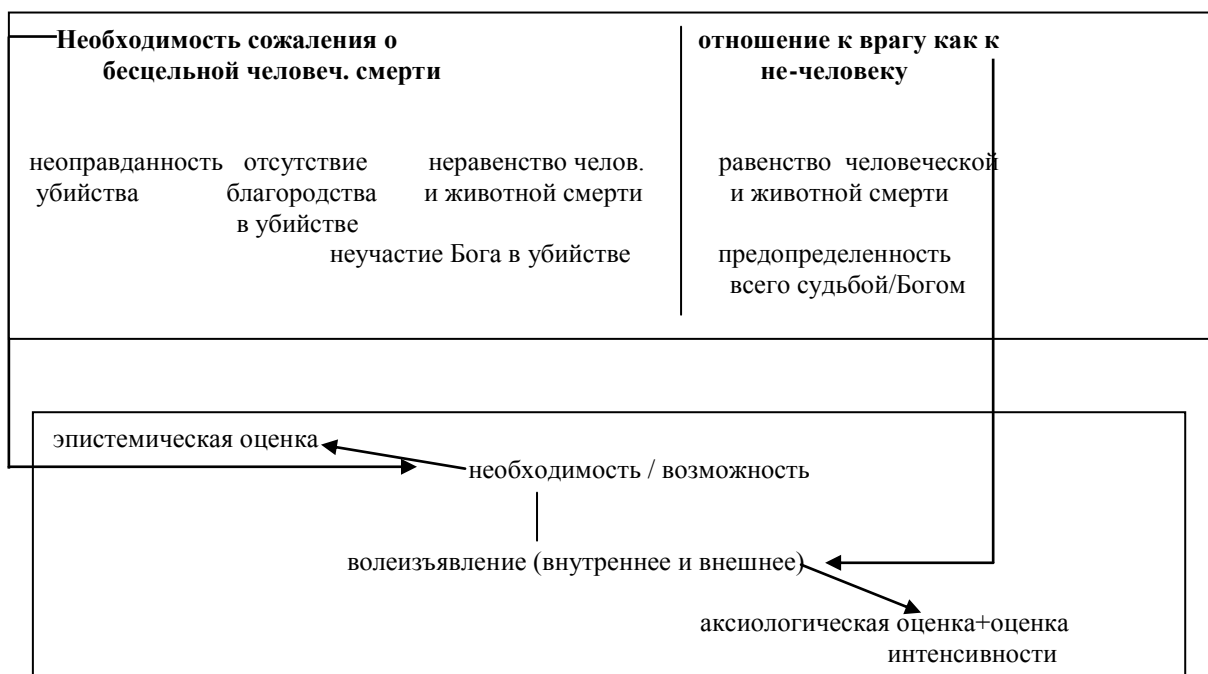 Необходимость сожаления о
бесцельной человеч. смерти
отношение к врагу как к
не-человеку
неоправданность
убийства
отсутствие
благородства
в убийстве
неравенство челов.
и животной смерти
неучастие Бога в убийстве
равенство человеческой
и животной смерти
предопределенность
всего судьбой/Богом
эпистемическая оценка
необходимость / возможность
волеизъявление (внутреннее и внешнее)
аксиологическая оценка+оценка
интенсивности